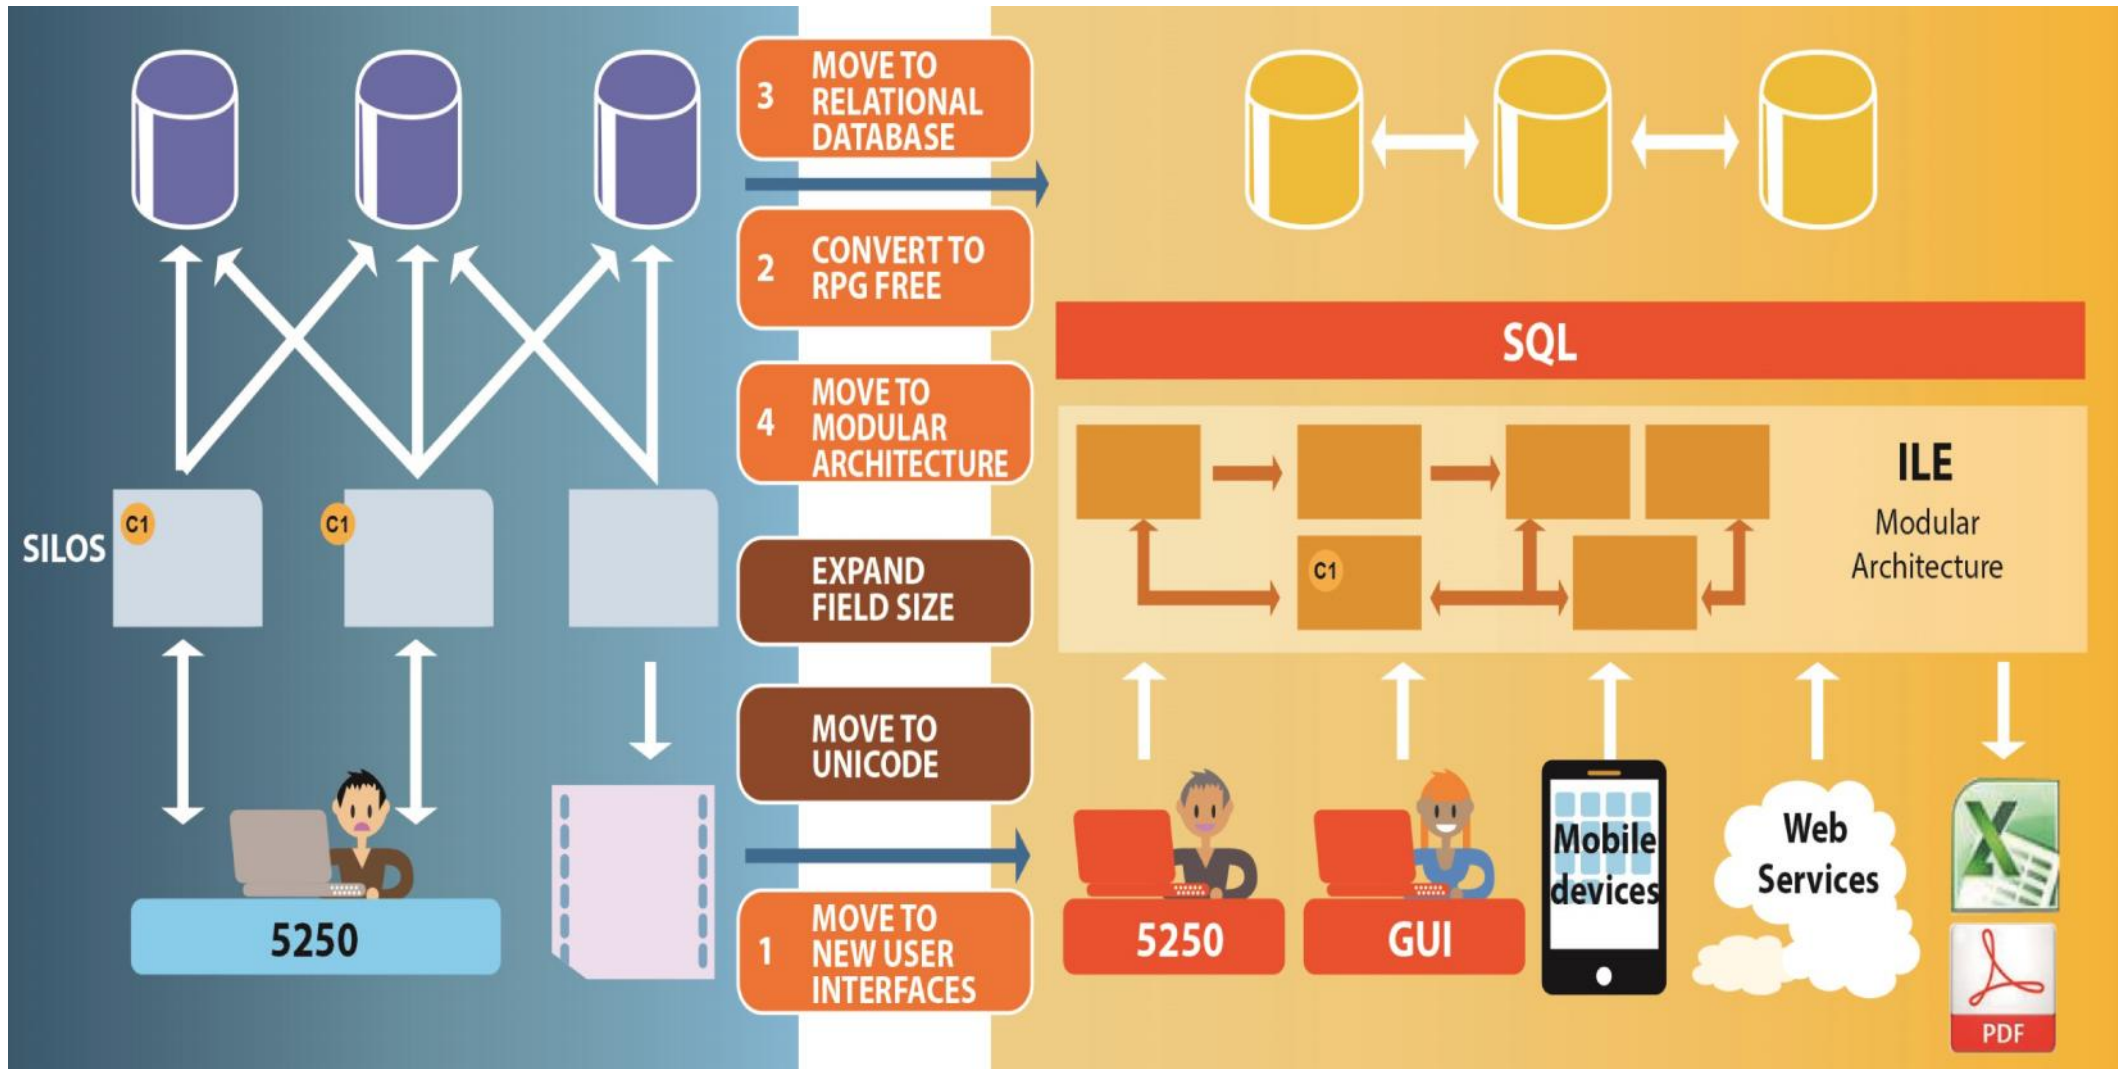 SILOS
C1
C1
5250
3
MOVE TO
RELATIONAL
DATABASE
2
CONVERT TO
RPG FREE
4
MOVE TO
MODULAR
ARCHITECTURE
EXPAND
FIELD SIZE
MOVE TO
UNICODE
1
MOVE TO
NEW USER
INTERFACES
SQL
ILE
Modular
Architecture
C1
5250
GUI
Mobile
devices
Web
Services
X
PDF